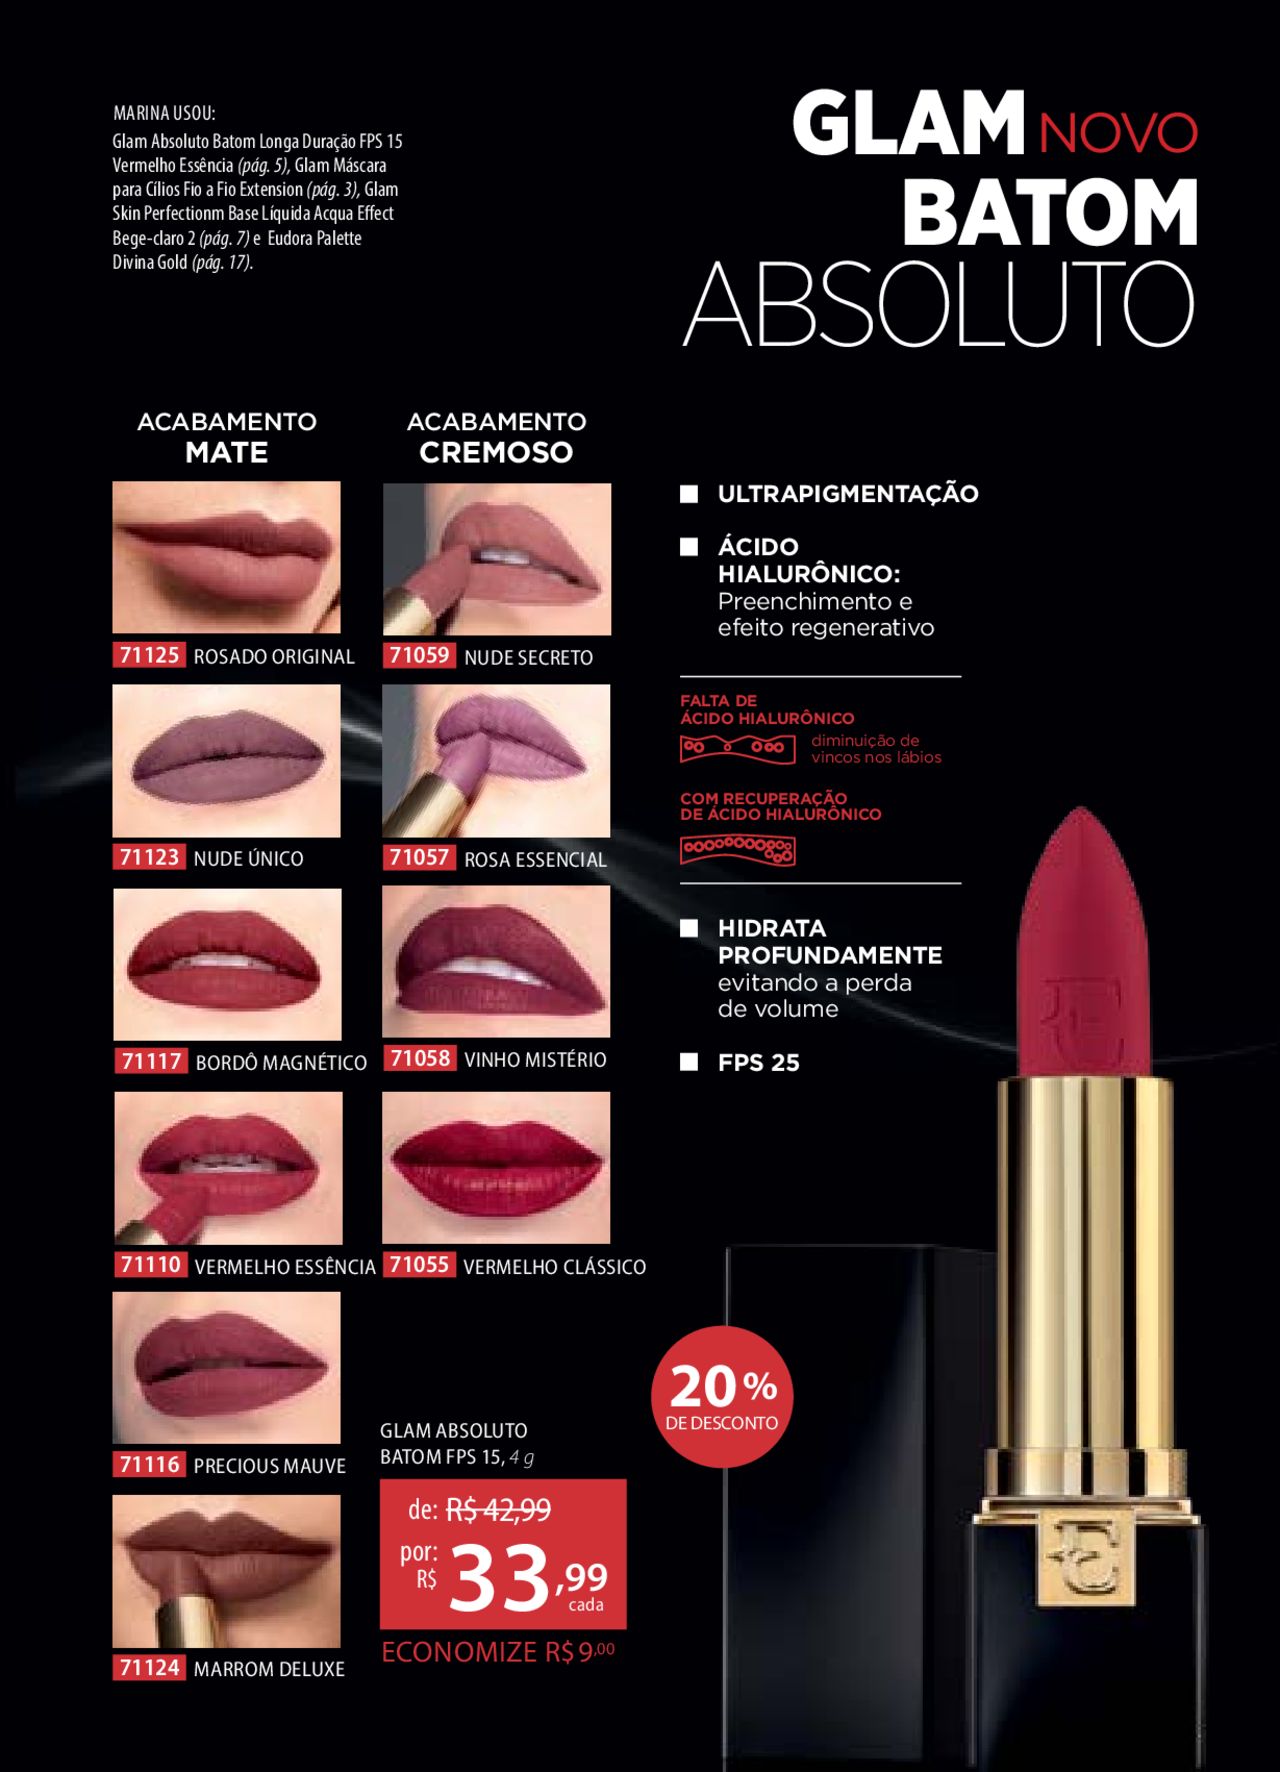 MARINA USOU:
Glam Absoluto Batom Longa Duração FPS 15
Vermelho Essência (pág. 5), Glam Máscara
para Cílios Fio a Fio Extension (pág. 3), Glam
Skin Perfectionm Base Líquida Acqua Effect
Bege-claro 2 (pág. 7) e Eudora Palette
Divina Gold (pág. 17).
GLAM NOVO
BATOM
ABSOLUTO
ACABAMENTO
MATE
71125 ROSADO ORIGINAL
71123 NUDE ÚNICO
71117 BORDÔ MAGNÉTICO
71110 VERMELHO ESSÊNCIA
71116 PRECIOUS MAUVE
71124 MARROM DELUXE
ACABAMENTO
CREMOSO
71059 NUDE SECRETO
71057 ROSA ESSENCIAL
71058 VINHO MISTÉRIO
71055 VERMELHO CLÁSSICO
GLAM ABSOLUTO
BATOM FPS 15, 4 g
de: R$ 42,99
por: R$ 33,99
cada
ECONOMIZE R$ 9,00
ULTRAPIGMENTAÇÃO
ÁCIDO
HIALURÔNICO:
Preenchimento e
efeito regenerativo
FALTA DE
ÁCIDO HIALURÔNICO
diminuição de
vincos nos lábios
COM RECUPERAÇÃO
DE ÁCIDO HIALURÔNICO
HIDRATA
PROFUNDAMENTE
evitando a perda
de volume
FPS 25
20%
DE DESCONTO